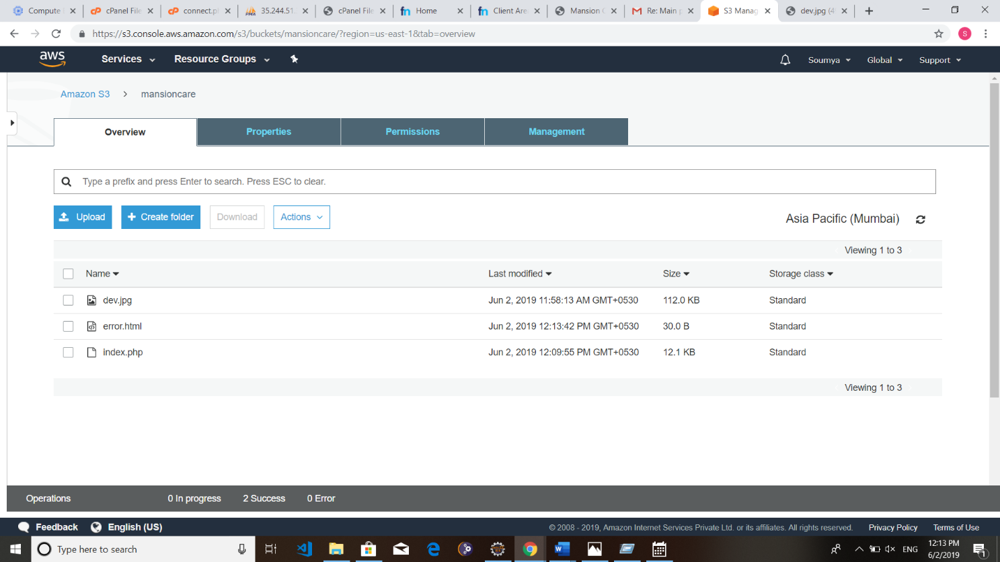 Compute
cPanel File
connect.p
PMA
35.244.51.
cPanel File
fn Home
fn Client Are
Mansion
Re: Main p
S3 Manag
dev.jpg (4
https://s3.console.aws.amazon.com/s3/buckets/mansioncare/?region=us-east-1&tab=overview
S
aws
Services
Resource Groups
Soumya
Global
Support
Amazon S3
mansioncare
Overview
Properties
Permissions
Management
Type a prefix and press Enter to search. Press ESC to clear.
Upload
Create folder
Download
Actions
Asia Pacific (Mumbai)
Viewing 1 to 3
Name
Last modified
Size
Storage class
dev.jpg Jun 2, 2019 11:58:13 AM GMT+0530 112.0 KB Standard
error.html Jun 2, 2019 12:13:42 PM GMT+0530 30.0 B Standard
index.php Jun 2, 2019 12:09:55 PM GMT+0530 12.1 KB Standard
Viewing 1 to 3
Operations
0 In progress
2 Success
0 Error
Feedback
English (US)
© 2008 - 2019, Amazon Internet Services Private Ltd. or its affiliates. All rights reserved.
Privacy Policy
Terms of Use
Type here to search
ENG
12:13 PM
6/2/2019
1